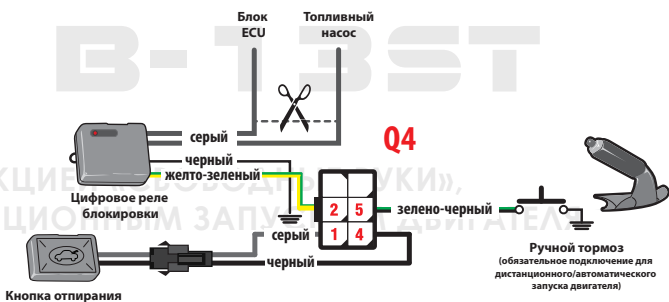 Блок
ECU
Топливный
насос
B-13ST
серый
Q4
черный
желто-зеленый
Цифровое реле
блокировки
2 5
зелено-черный
1 4
серый
черный
Ручной тормоз
(обязательное подключение для
дистанционного/автоматического
запуска двигателя)
Кнопка отпирания